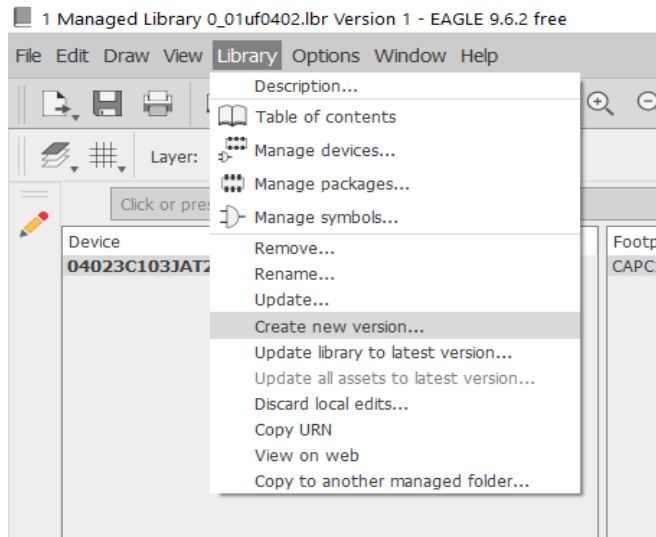 1 Managed Library 0_01uf0402.lbr Version 1 - EAGLE 9.6.2 free
File Edit Draw View Library Options Window Help
Description...
Table of contents
Layer:
Manage devices...
Manage packages...
Click or pres
Manage symbols...
Device
Remove...
Footp
04023C103JAT2
Rename...
CAPC
Update...
Create new version...
Update library to latest version...
Update all assets to latest version...
Discard local edits...
Copy URN
View on web
Copy to another managed folder...